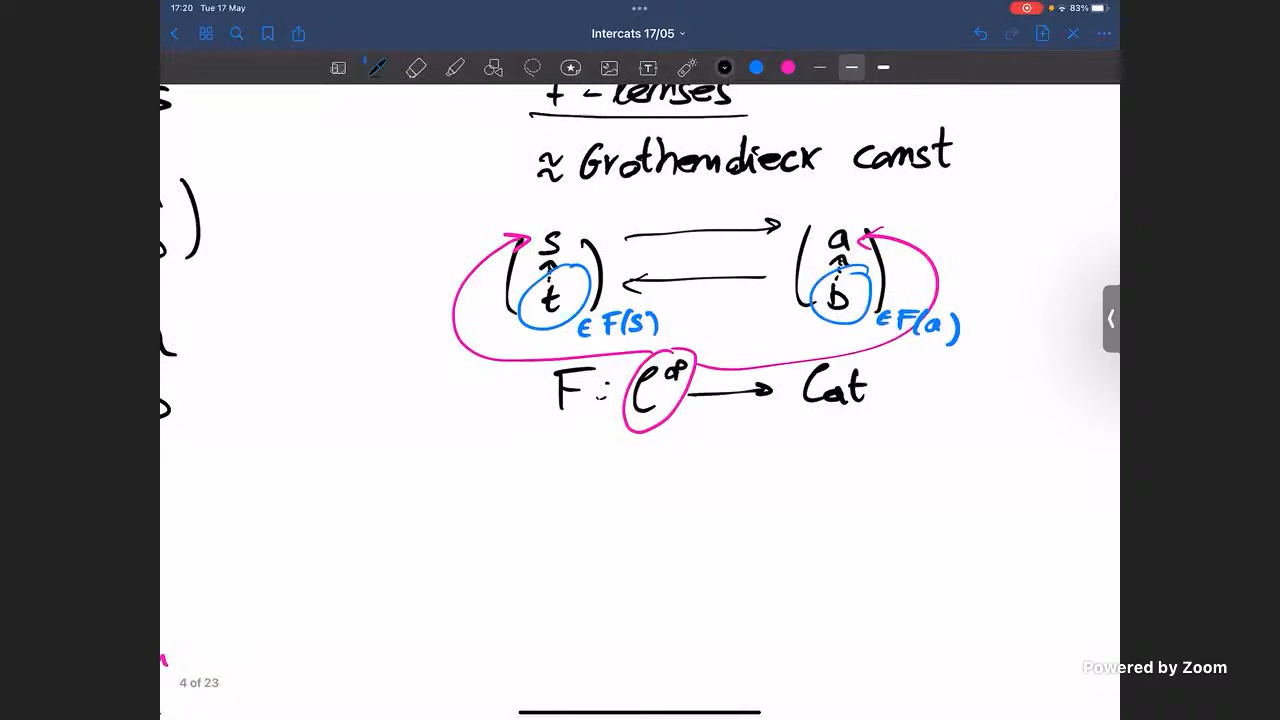 17:20 Tue 17 May
83%
Intercats 17/05
F - lenses
≈ Grothendieck const
s → a
t ← b
∈ F(s) ∈ F(a)
F : C^op → Cat
4 of 23
Powered by Zoom